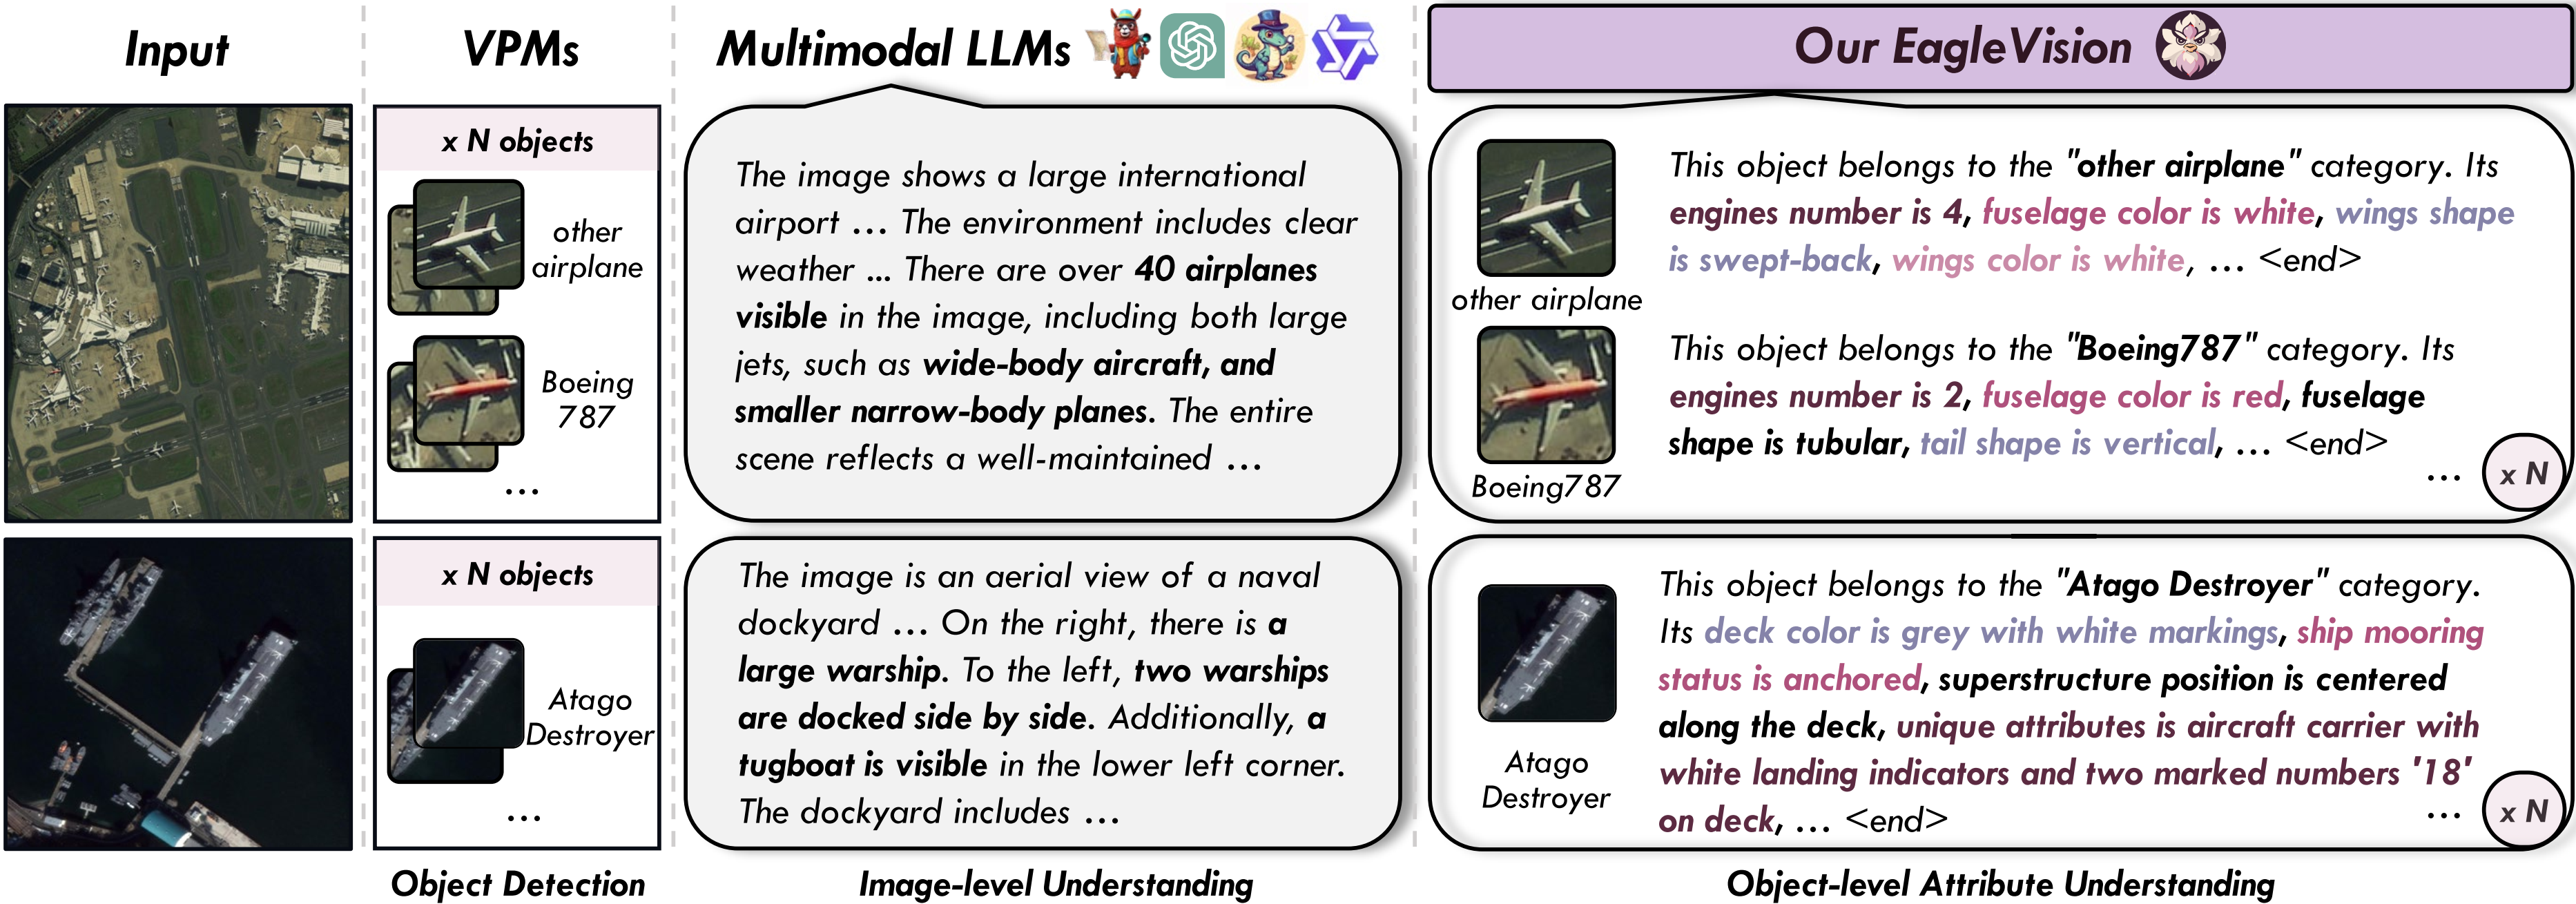 Input
VPMs
Multimodal LLMs
Our EagleVision
x N objects
other
airplane
Boeing
787
...
The image shows a large international
airport ... The environment includes clear
weather ... There are over 40 airplanes
visible in the image, including both large
jets, such as wide-body aircraft, and
smaller narrow-body planes. The entire
scene reflects a well-maintained ...
other airplane
This object belongs to the "other airplane" category. Its
engines number is 4, fuselage color is white, wings shape
is swept-back, wings color is white, ... <end>
Boeing787
This object belongs to the "Boeing787" category. Its
engines number is 2, fuselage color is red, fuselage
shape is tubular, tail shape is vertical, ... <end>
... x N
x N objects
Atago
Destroyer
...
The image is an aerial view of a naval
dockyard ... On the right, there is a
large warship. To the left, two warships
are docked side by side. Additionally, a
tugboat is visible in the lower left corner.
The dockyard includes ...
Atago
Destroyer
This object belongs to the "Atago Destroyer" category.
Its deck color is grey with white markings, ship mooring
status is anchored, superstructure position is centered
along the deck, unique attributes is aircraft carrier with
white landing indicators and two marked numbers '18'
on deck, ... <end>
... x N
Object Detection
Image-level Understanding
Object-level Attribute Understanding